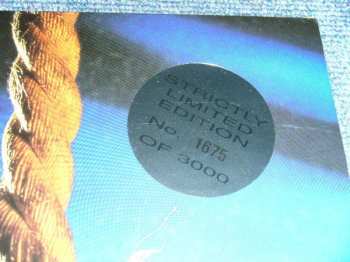 STRICTLY
LIMITED
EDITION
No. 1675
OF 3000